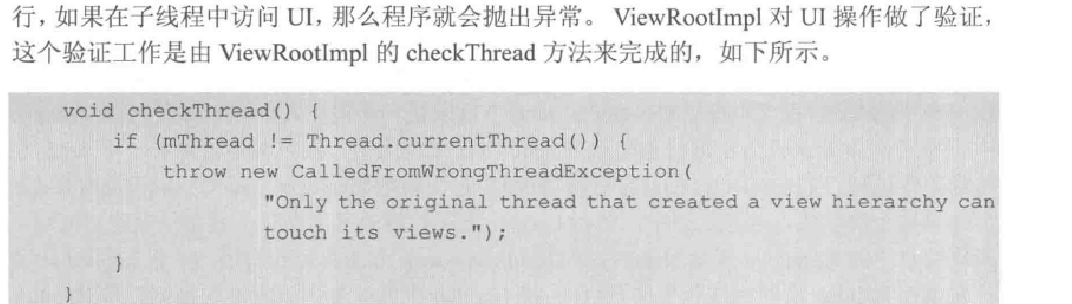 行，如果在子线程中访问 UI，那么程序就会抛出异常。 ViewRootImpl 对 UI 操作做了验证，
这个验证工作是由 ViewRootImpl 的 checkThread 方法来完成的，如下所示。
void checkThread() {
if (mThread != Thread.currentThread()) {
throw new CalledFromWrongThreadException(
"Only the original thread that created a view hierarchy can
touch its views.");
}
}